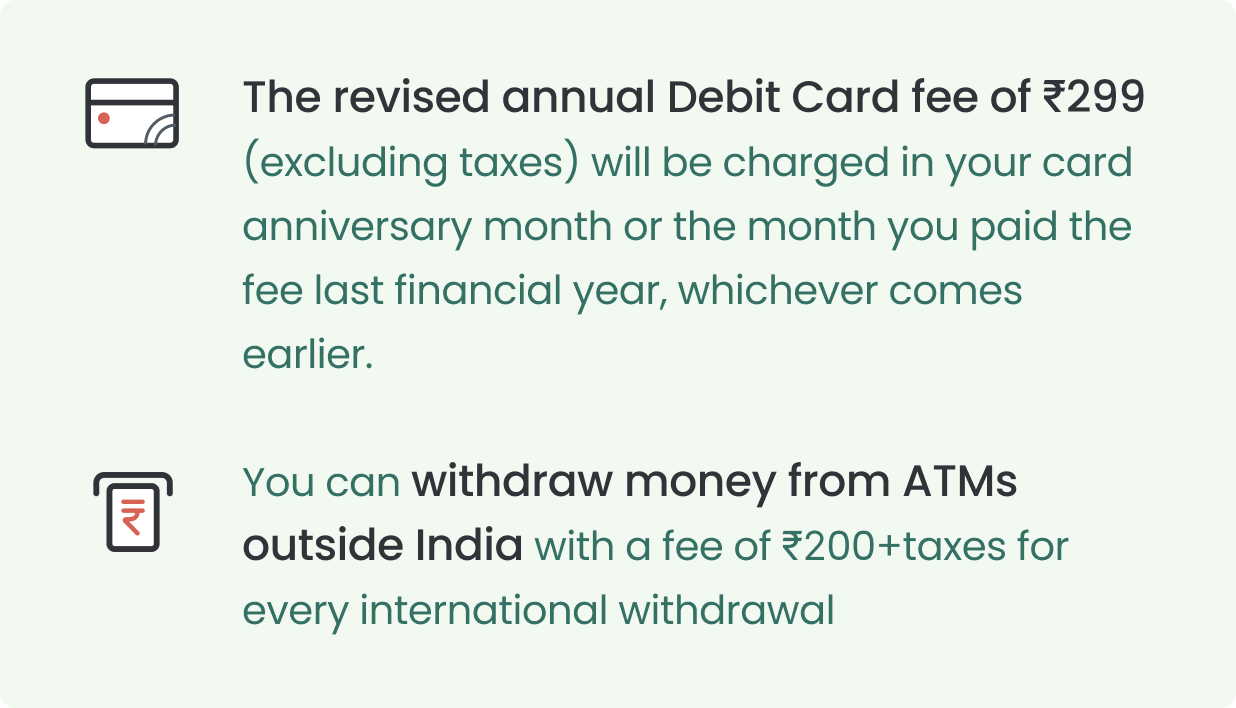 The revised annual Debit Card fee of ₹299
(excluding taxes) will be charged in your card
anniversary month or the month you paid the
fee last financial year, whichever comes
earlier.
You can withdraw money from ATMs
outside India with a fee of ₹200+taxes for
every international withdrawal